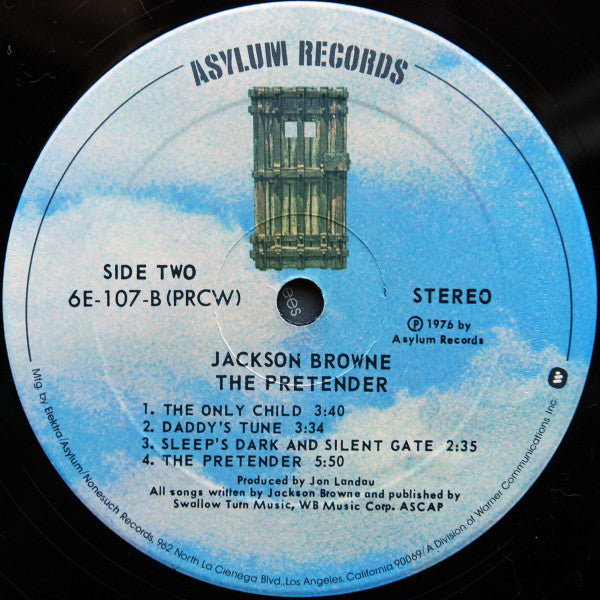 ASYLUM RECORDS
SIDE TWO
6E-107-B (PRCW)
STEREO
Ⓟ 1976 by
Asylum Records
JACKSON BROWNE
THE PRETENDER
1. THE ONLY CHILD 3:40
2. DADDY'S TUNE 3:34
3. SLEEP'S DARK AND SILENT GATE 2:35
4. THE PRETENDER 5:50
Produced by Jon Landau
All songs written by Jackson Browne and published by
Swallow Turn Music, WB Music Corp. ASCAP
Mfg. by Elektra/Asylum/Nonesuch Records, 962 North La Cienega Blvd., Los Angeles, California 90069/A Division of Warner Communications Inc.